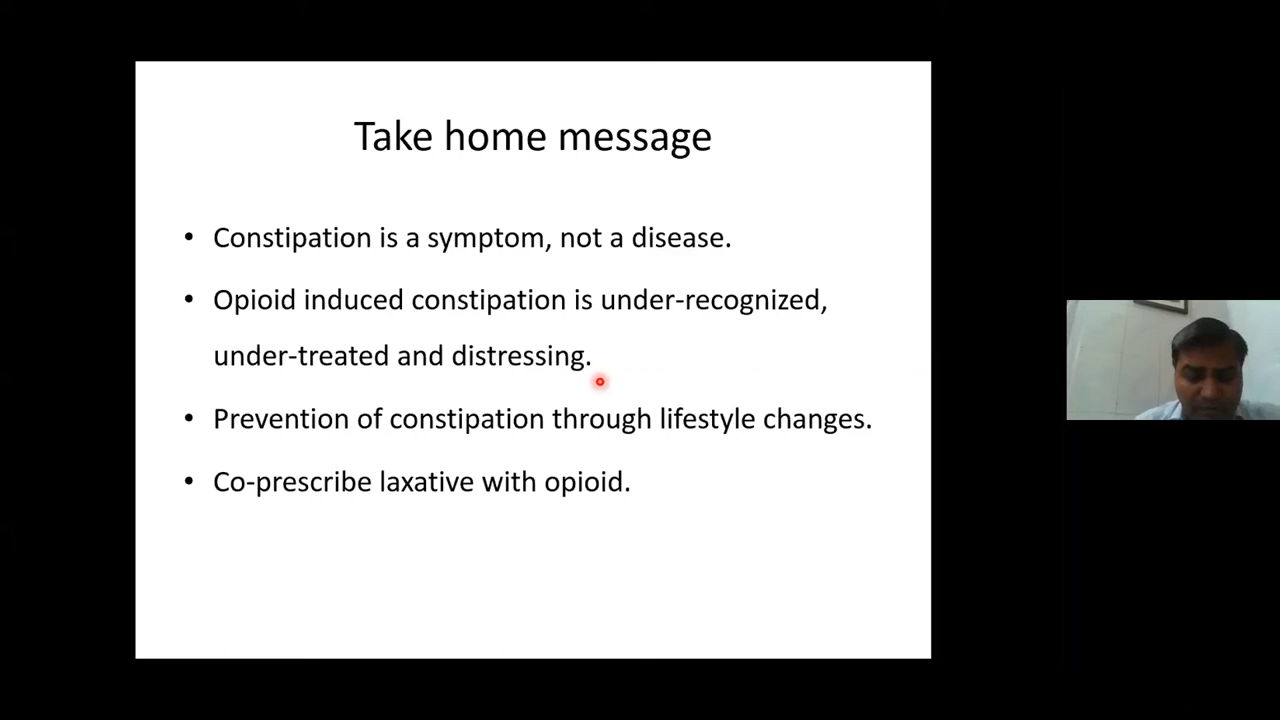 Take home message
• Constipation is a symptom, not a disease.
• Opioid induced constipation is under-recognized,
under-treated and distressing.
• Prevention of constipation through lifestyle changes.
• Co-prescribe laxative with opioid.